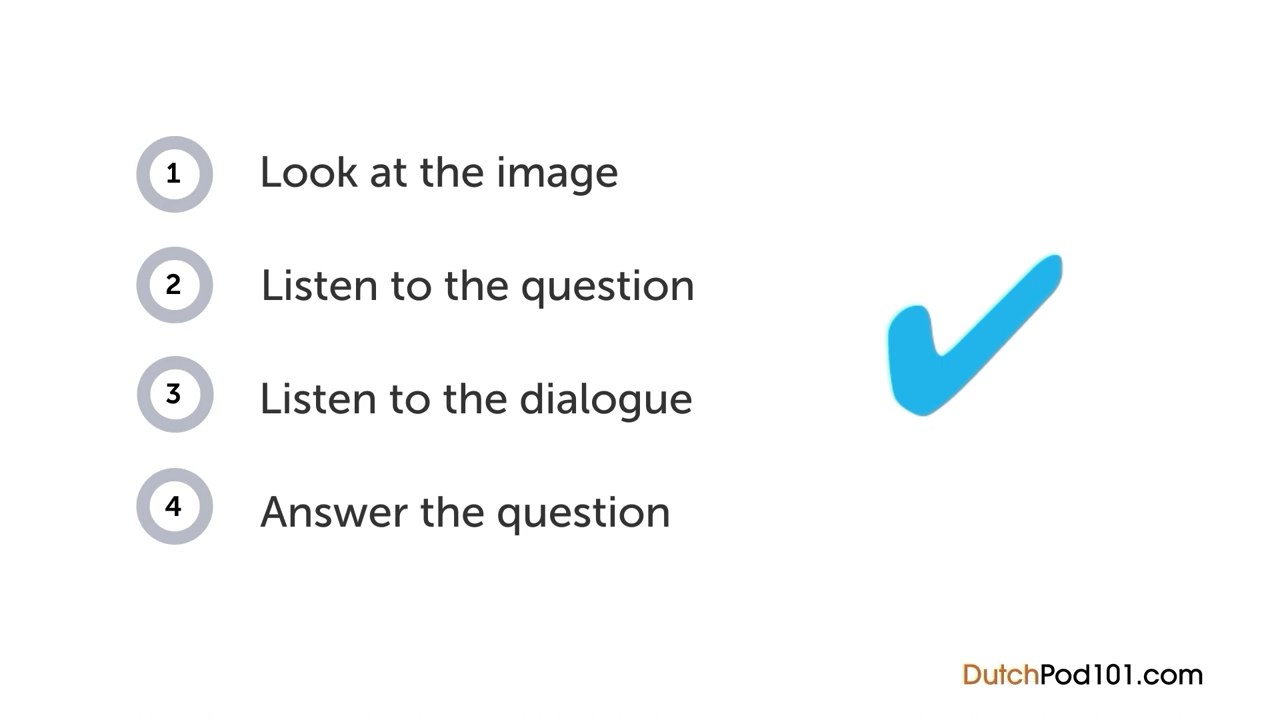 1 Look at the image
2 Listen to the question
3 Listen to the dialogue
4 Answer the question
DutchPod101.com